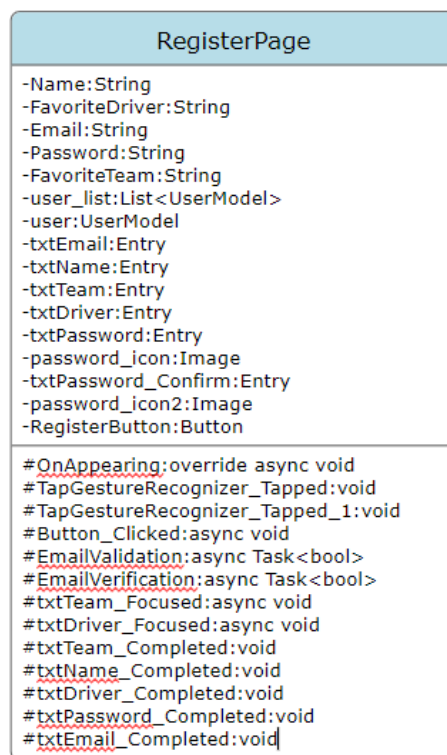 RegisterPage
-Name:String
-FavoriteDriver:String
-Email:String
-Password:String
-FavoriteTeam:String
-user_list:List<UserModel>
-user:UserModel
-txtEmail:Entry
-txtName:Entry
-txtTeam:Entry
-txtDriver:Entry
-txtPassword:Entry
-password_icon:Image
-txtPassword_Confirm:Entry
-password_icon2:Image
-RegisterButton:Button
#OnAppearing:override async void
#TapGestureRecognizer_Tapped:void
#TapGestureRecognizer_Tapped_1:void
#Button_Clicked:async void
#EmailValidation:async Task<bool>
#EmailVerification:async Task<bool>
#txtTeam_Focused:async void
#txtDriver_Focused:async void
#txtTeam_Completed:void
#txtName_Completed:void
#txtDriver_Completed:void
#txtPassword_Completed:void
#txtEmail_Completed:void